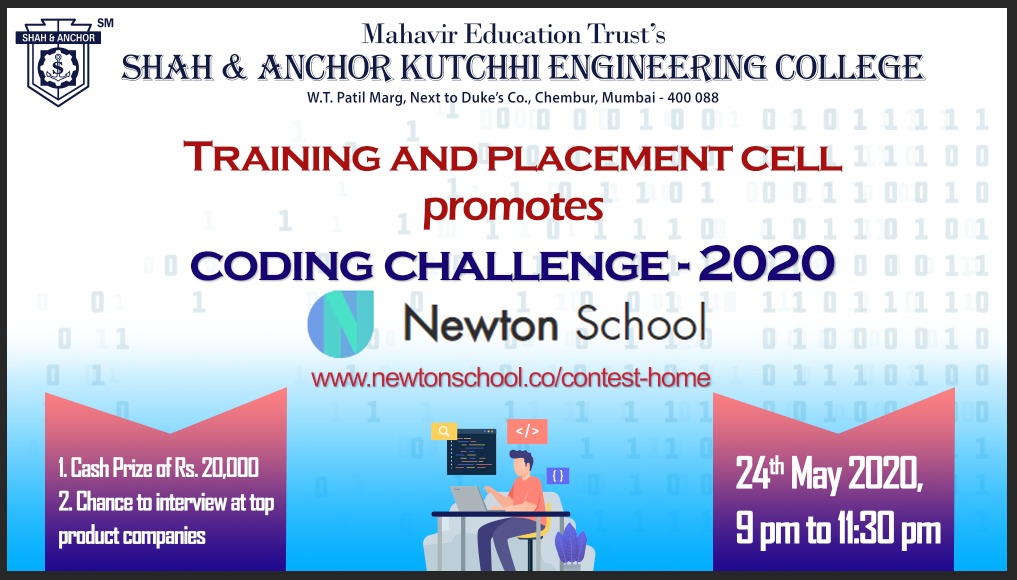 SM
SHAH & ANCHOR
S
Mahavir Education Trust's
SHAH & ANCHOR KUTCHHI ENGINEERING COLLEGE
W.T. Patil Marg, Next to Duke's Co., Chembur, Mumbai - 400 088
TRAINING AND PLACEMENT CELL
promotes
CODING CHALLENGE - 2020
N Newton School
www.newtonschool.co/contest-home
</>
{ }
1. Cash Prize of Rs. 20,000
2. Chance to interview at top
product companies
24th May 2020,
9 pm to 11:30 pm